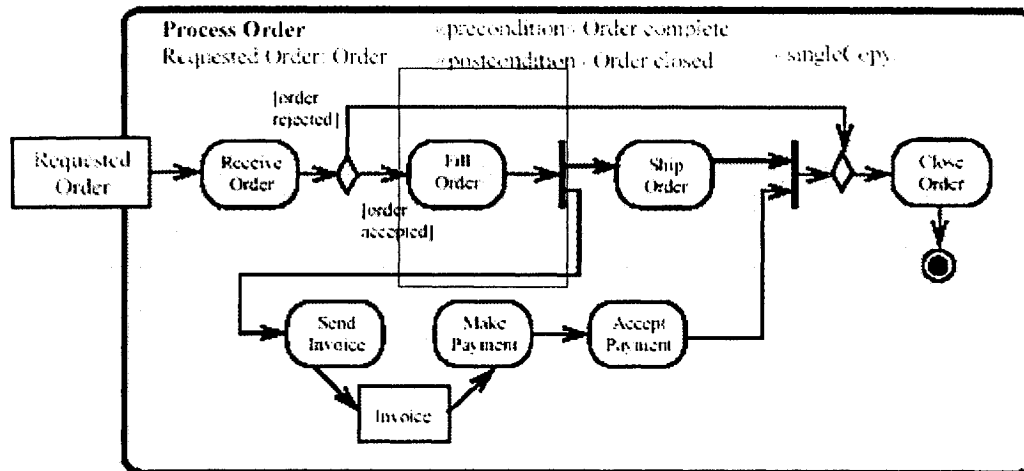 Process Order
«precondition» Order complete
Requested Order: Order
«postcondition» Order closed
«singleCopy»
[order
rejected]
Requested
Order
Receive
Order
Fill
Order
Ship
Order
Close
Order
[order
accepted]
Send
Invoice
Make
Payment
Accept
Payment
Invoice